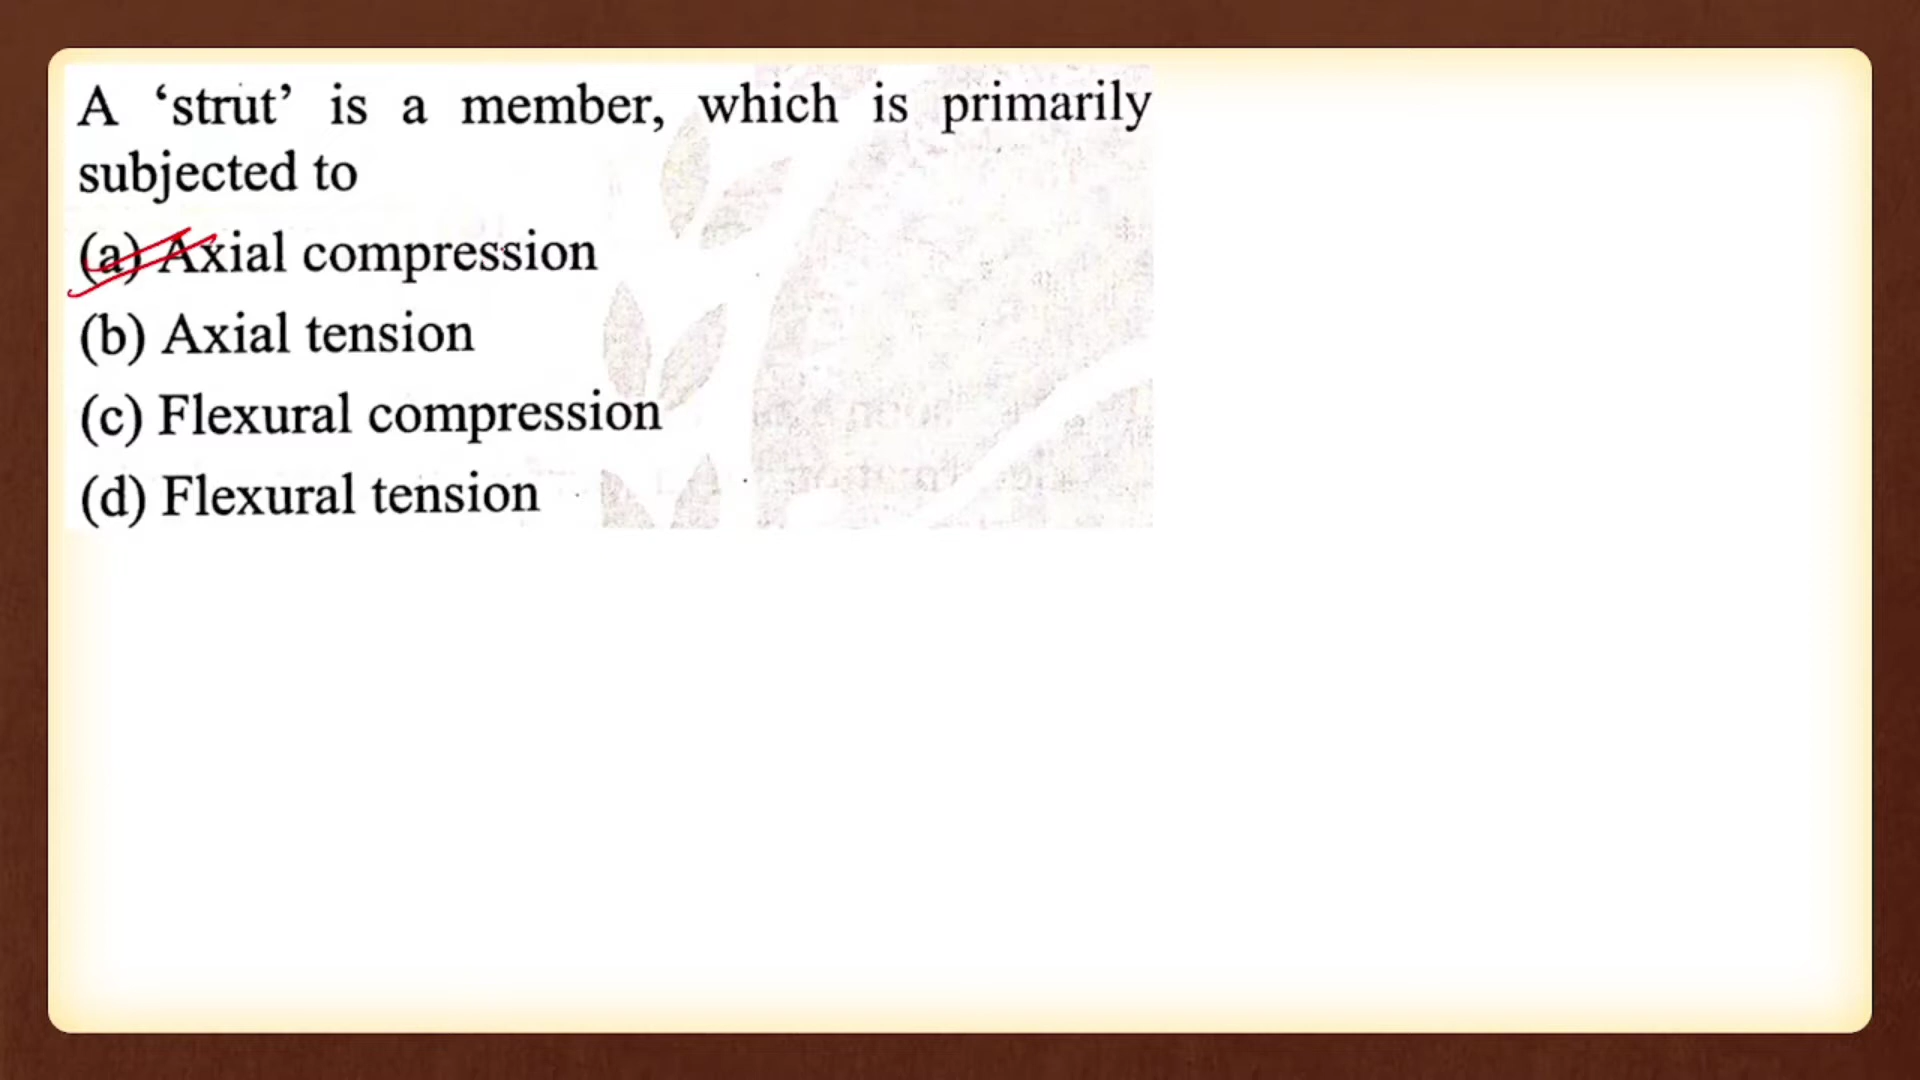 A ‘strut’ is a member, which is primarily
subjected to
(a) Axial compression
(b) Axial tension
(c) Flexural compression
(d) Flexural tension